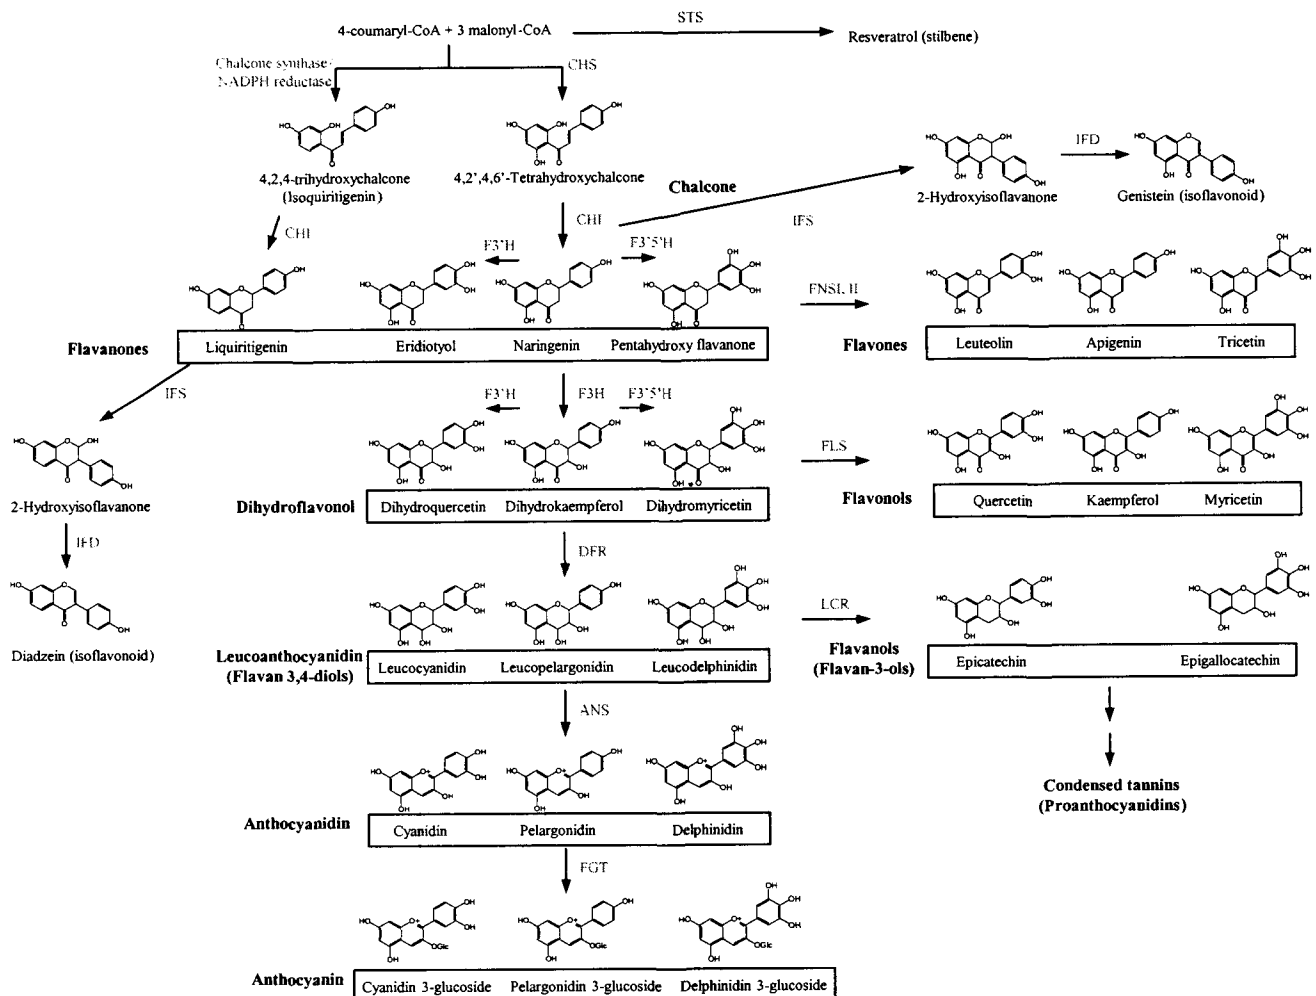 4-coumaryl-CoA + 3 malonyl-CoA
STS
Resveratrol (stilbene)
Chalcone synthase/
NADPH reductase
CHS
4,2,4-trihydroxychalcone
(Isoquiritigenin)
4,2',4,6'-Tetrahydroxychalcone
Chalcone
2-Hydroxyisoflavanone
IFD
Genistein (isoflavonoid)
CHI
CHI
IFS
F3'H
F3'5'H
FNSI, II
Flavanones
Liquiritigenin
Eridiotyol
Naringenin
Pentahydroxy flavanone
Flavones
Leuteolin
Apigenin
Tricetin
IFS
F3'H
F3H
F3'5'H
FLS
2-Hydroxyisoflavanone
Dihydroflavonol
Dihydroquercetin
Dihydrokaempferol
Dihydromyricetin
Flavonols
Quercetin
Kaempferol
Myricetin
IFD
DFR
LCR
Diadzein (isoflavonoid)
Leucoanthocyanidin
(Flavan 3,4-diols)
Leucocyanidin
Leucopelargonidin
Leucodelphinidin
Flavanols
(Flavan-3-ols)
Epicatechin
Epigallocatechin
ANS
Condensed tannins
(Proanthocyanidins)
Anthocyanidin
Cyanidin
Pelargonidin
Delphinidin
FGT
Anthocyanin
Cyanidin 3-glucoside
Pelargonidin 3-glucoside
Delphinidin 3-glucoside